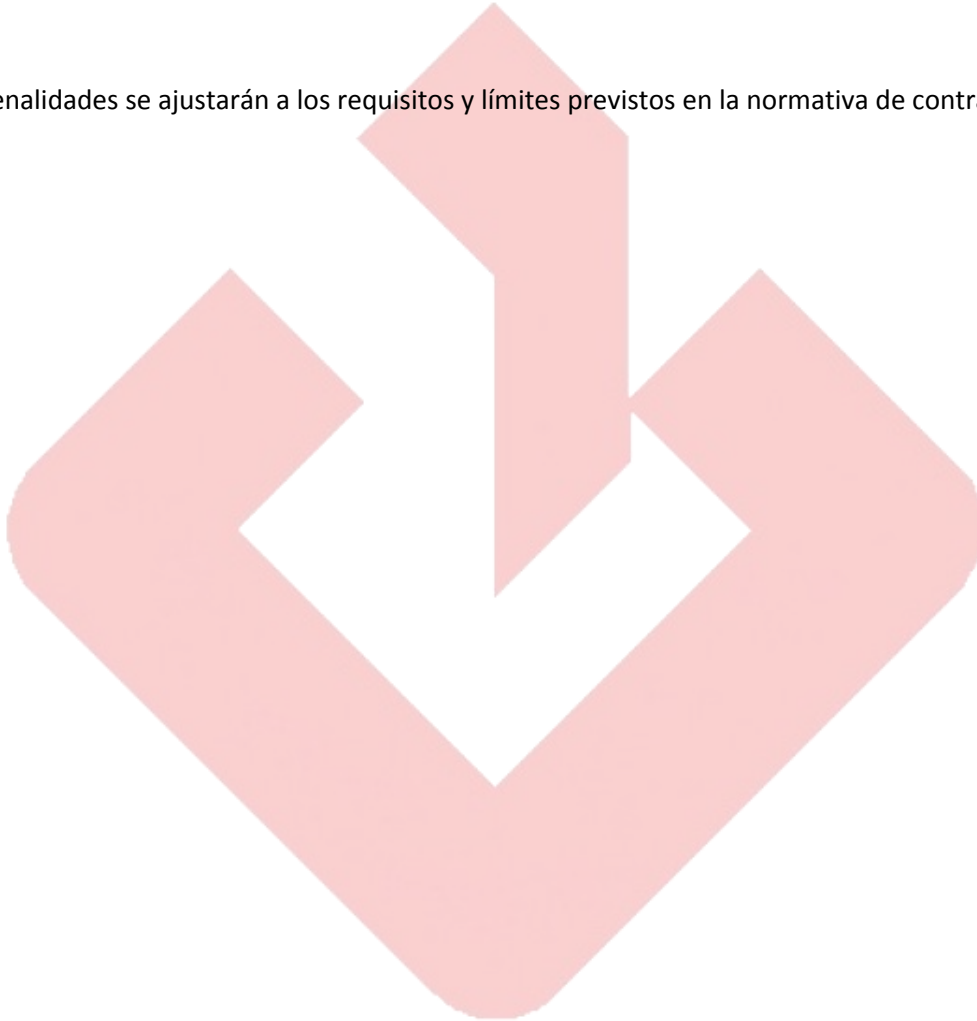 enalidades se ajustarán a los requisitos y límites previstos en la normativa de contra